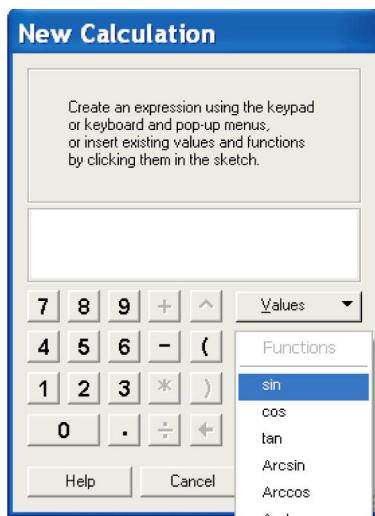 New Calculation
Create an expression using the keypad
or keyboard and pop-up menus,
or insert existing values and functions
by clicking them in the sketch.
7 8 9 + ^ Values
4 5 6 - ( Functions
1 2 3 * ) sin
cos
0 . ÷ ← tan
Arcsin
Help Cancel Arccos